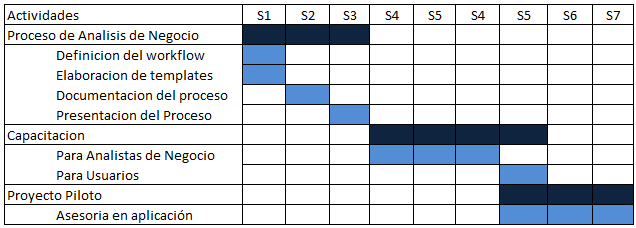 Actividades S1 S2 S3 S4 S5 S4 S5 S6 S7
Proceso de Analisis de Negocio
Definicion del workflow
Elaboracion de templates
Documentacion del proceso
Presentacion del Proceso
Capacitacion
Para Analistas de Negocio
Para Usuarios
Proyecto Piloto
Asesoria en aplicación